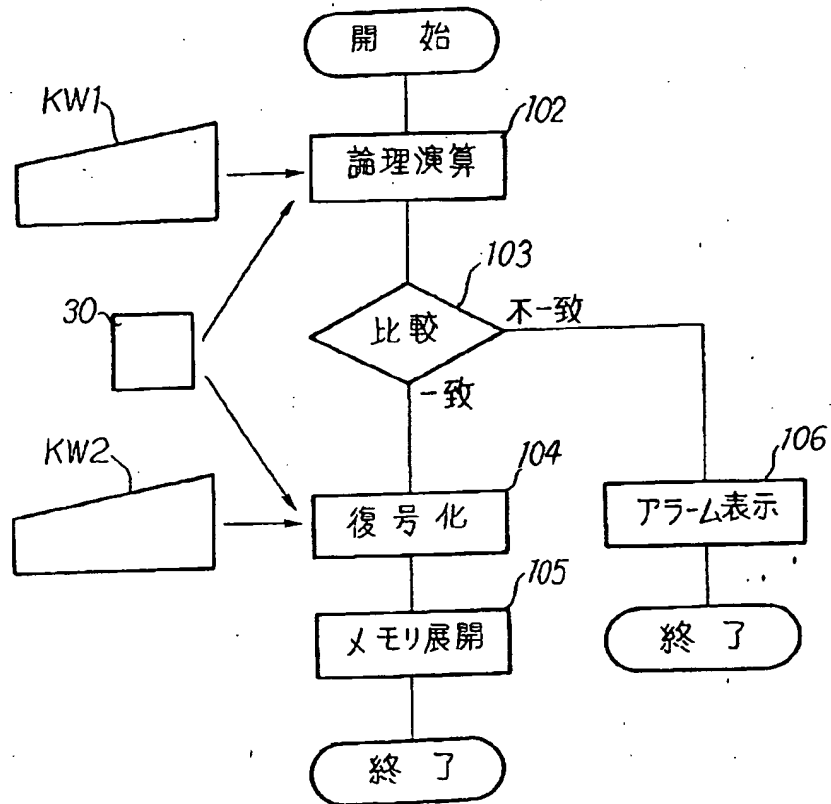 開始
KW1
102
論理演算
103
30
比較
不一致
一致
KW2
104
106
復号化
アラーム表示
105
メモリ展開
終了
終了